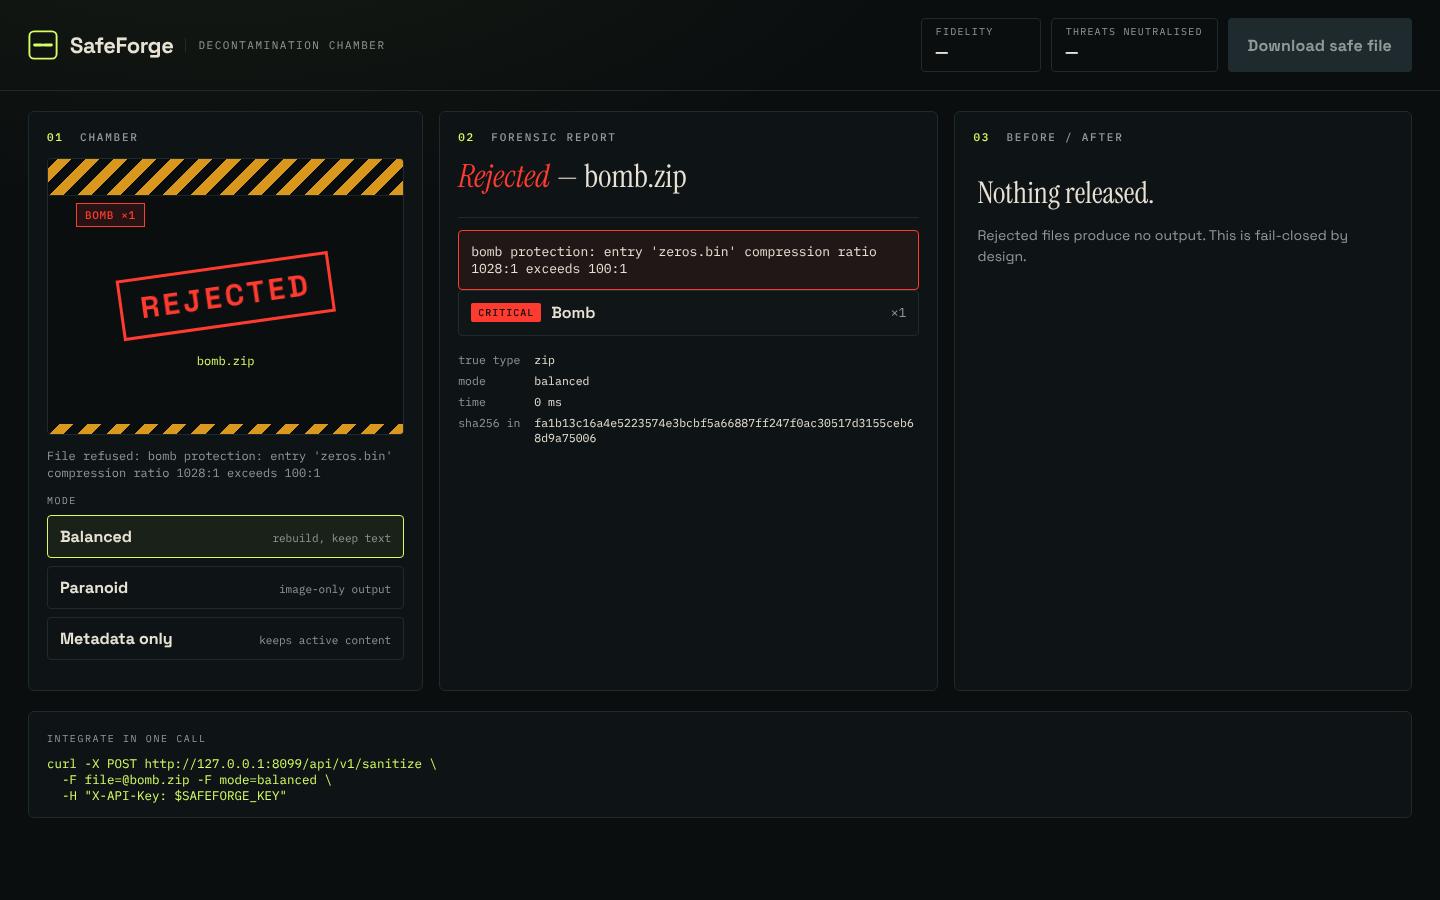 SafeForge
DECONTAMINATION CHAMBER
FIDELITY
—
THREATS NEUTRALISED
—
Download safe file
01 CHAMBER
BOMB ×1
REJECTED
bomb.zip
File refused: bomb protection: entry 'zeros.bin'
compression ratio 1028:1 exceeds 100:1
MODE
Balanced rebuild, keep text
Paranoid image-only output
Metadata only keeps active content
02 FORENSIC REPORT
Rejected — bomb.zip
bomb protection: entry 'zeros.bin' compression ratio
1028:1 exceeds 100:1
CRITICAL Bomb ×1
true type zip
mode balanced
time 0 ms
sha256 in fa1b13c16a4e5223574e3bcbf5a66887ff247f0ac30517d3155ceb6
8d9a75006
03 BEFORE / AFTER
Nothing released.
Rejected files produce no output. This is fail-closed by
design.
INTEGRATE IN ONE CALL
curl -X POST http://127.0.0.1:8099/api/v1/sanitize \
-F file=@bomb.zip -F mode=balanced \
-H "X-API-Key: $SAFEFORGE_KEY"